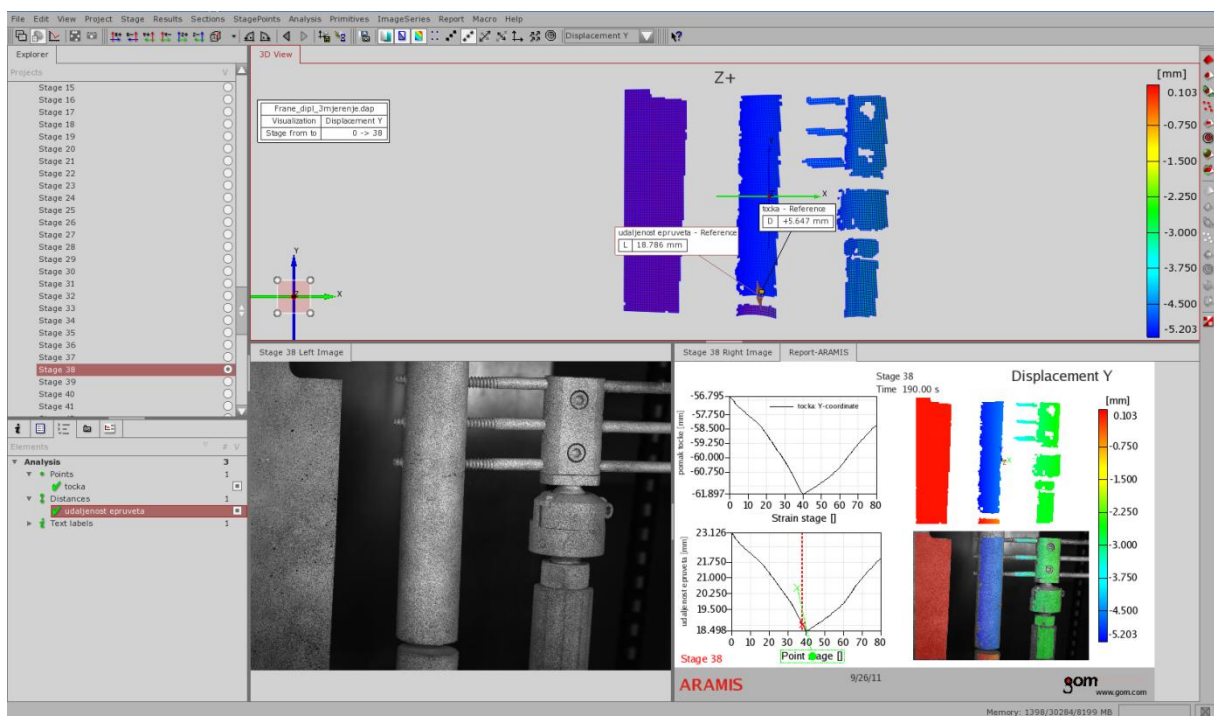 File Edit View Project Stage Results Sections StagePoints Analysis Primitives ImageSeries Report Macro Help
Displacement Y
Explorer
Projects V
Stage 15
Stage 16
Stage 17
Stage 18
Stage 19
Stage 20
Stage 21
Stage 22
Stage 23
Stage 24
Stage 25
Stage 26
Stage 27
Stage 28
Stage 29
Stage 30
Stage 31
Stage 32
Stage 33
Stage 34
Stage 35
Stage 36
Stage 37
Stage 38
Stage 39
Stage 40
Stage 41
Elements # V
Analysis 3
Points 1
tocka
Distances 1
udaljenost epruveta
Text labels 1
3D View
Frane_dipl_3mjerenje.dap
Visualization Displacement Y
Stage from to 0 -> 38
Z+
X
tocka - Reference
D +5.647 mm
udaljenost epruveta - Reference
L 18.786 mm
Y
Z
X
[mm]
0.103
-0.750
-1.500
-2.250
-3.000
-3.750
-4.500
-5.203
Stage 38 Left Image
Stage 38 Right Image Report-ARAMIS
Stage 38
Time 190.00 s
Displacement Y
pomak tocke [mm]
-56.795
-57.750
-58.500
-59.250
-60.000
-60.750
-61.897
tocka: Y-coordinate
0 10 20 30 40 50 60 70 80
Strain stage []
udaljenost epruveta [mm]
23.126
21.750
21.000
20.250
19.500
18.498
0 10 20 30 40 50 60 70 80
[mm]
0.103
-0.750
-1.500
-2.250
-3.000
-3.750
-4.500
-5.203
Stage 38
ARAMIS
9/26/11
gom
www.gom.com
Memory: 1398/30284/8199 MB